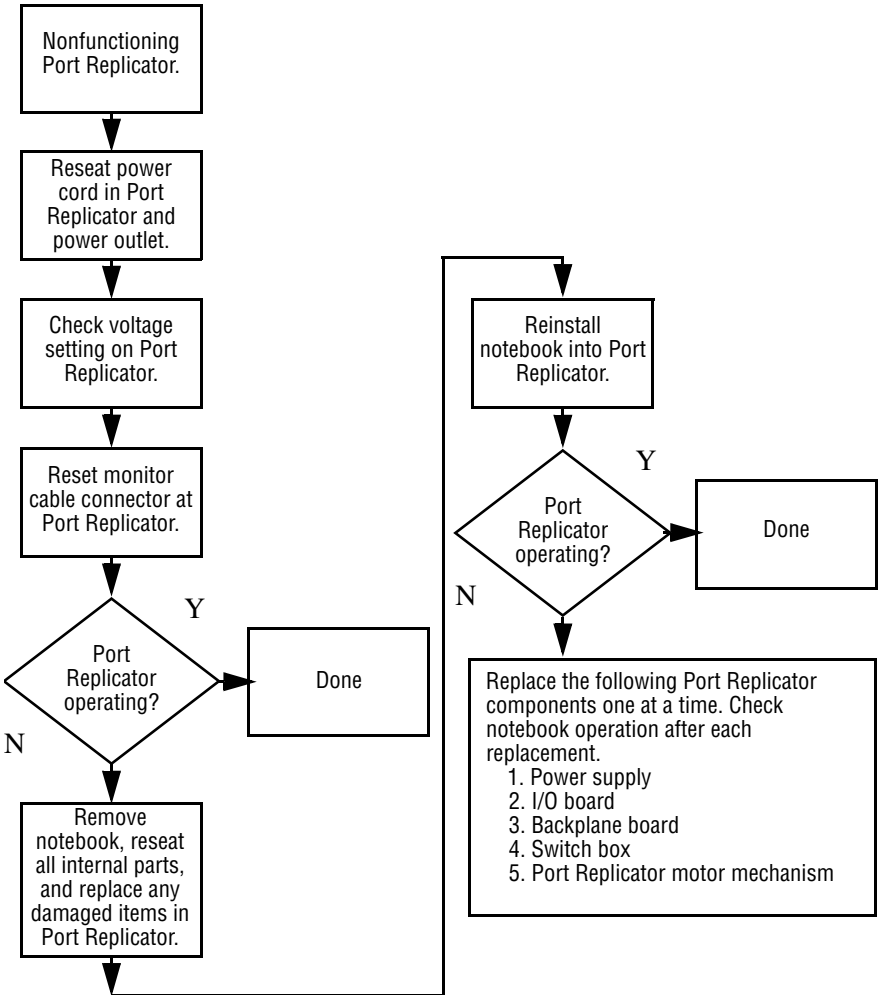 Nonfunctioning
Port Replicator.
Reseat power
cord in Port
Replicator and
power outlet.
Check voltage
setting on Port
Replicator.
Reset monitor
cable connector at
Port Replicator.
Y
Port
Replicator
operating?
Done
N
Remove
notebook, reseat
all internal parts,
and replace any
damaged items in
Port Replicator.
Reinstall
notebook into Port
Replicator.
Y
Port
Replicator
operating?
Done
N
Replace the following Port Replicator
components one at a time. Check
notebook operation after each
replacement.
1. Power supply
2. I/O board
3. Backplane board
4. Switch box
5. Port Replicator motor mechanism